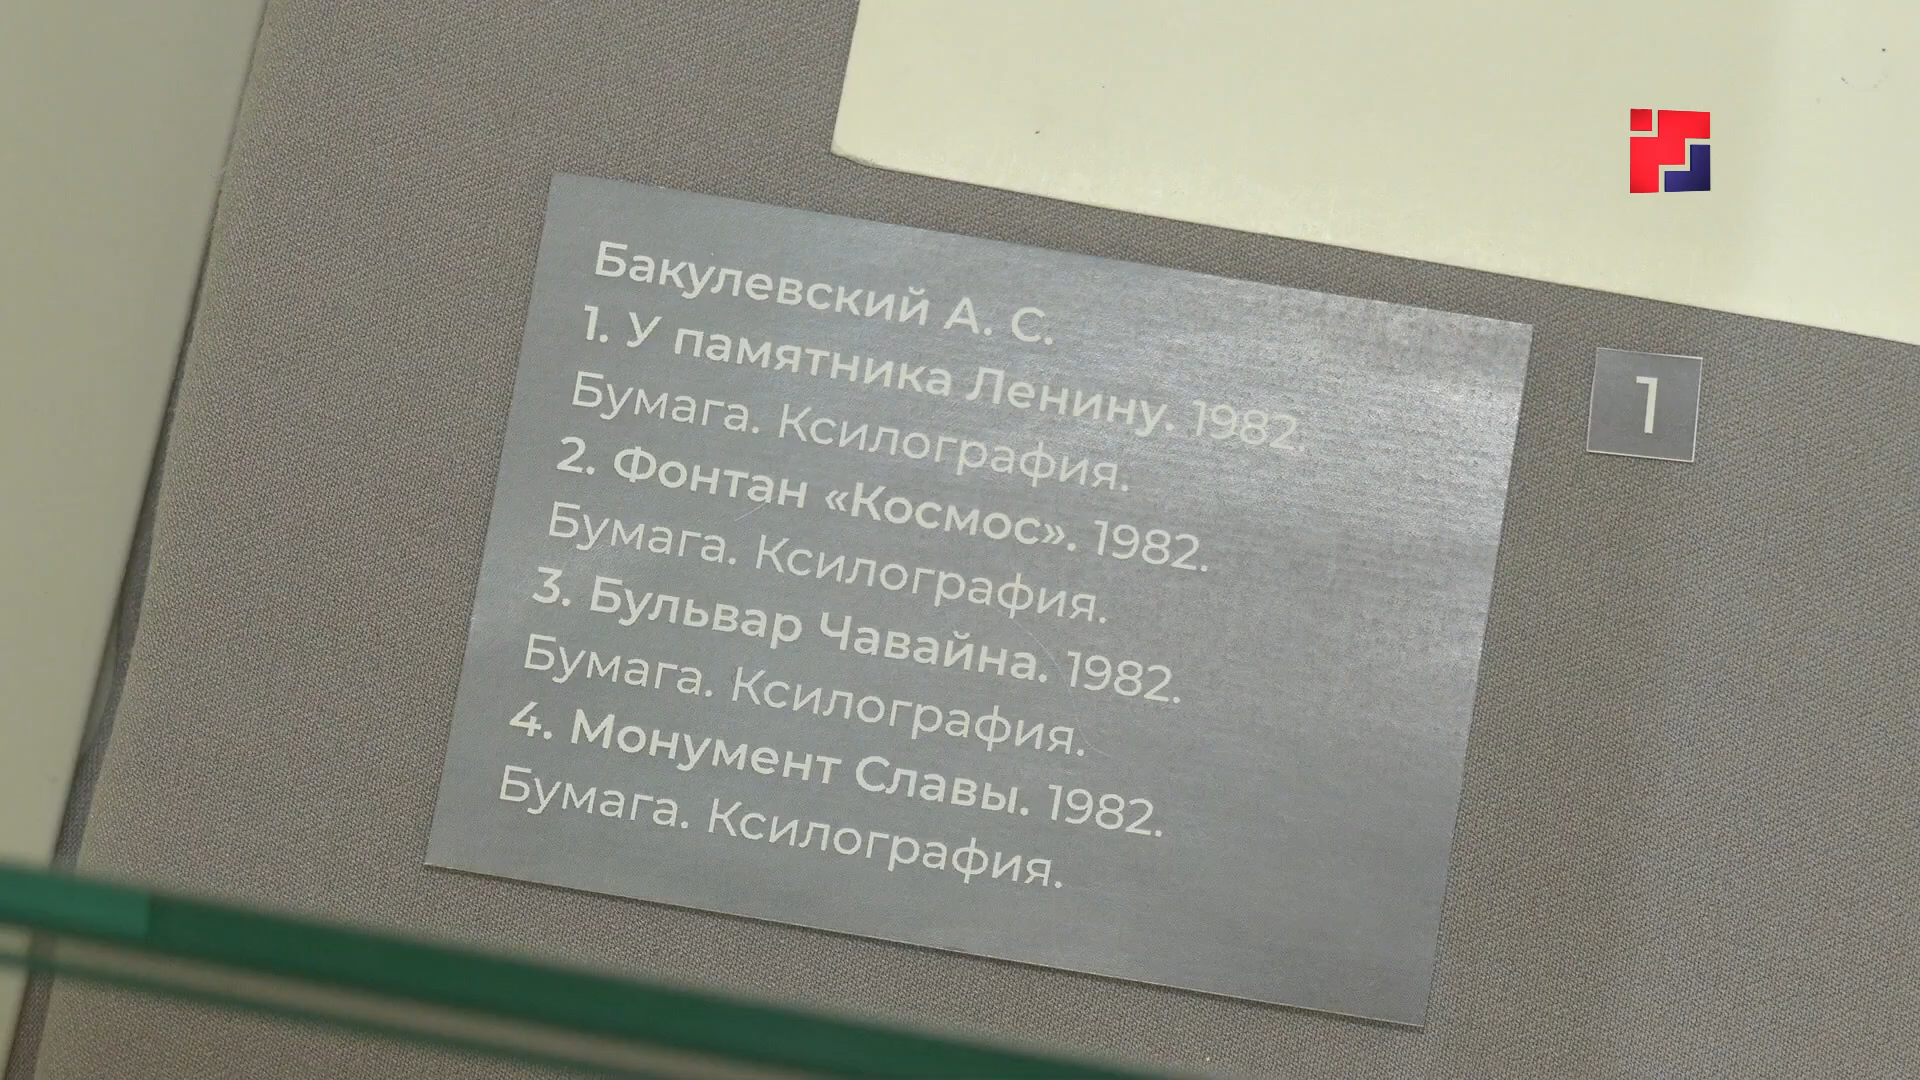 Бакулевский А. С.
1. У памятника Ленину. 1982.
Бумага. Ксилография.
2. Фонтан «Космос». 1982.
Бумага. Ксилография.
3. Бульвар Чавайна. 1982.
Бумага. Ксилография.
4. Монумент Славы. 1982.
Бумага. Ксилография.
1